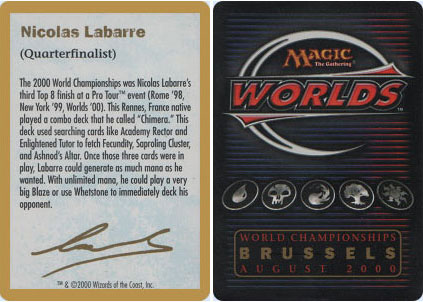 Nicolas Labarre
(Quarterfinalist)
The 2000 World Championships was Nicolas Labarre's
third Top 8 finish at a Pro Tour™ event (Rome '98,
New York '99, Worlds '00). This Rennes, France native
played a combo deck that he called "Chimera." This
deck used searching cards like Academy Rector and
Enlightened Tutor to fetch Fecundity, Saproling Cluster,
and Ashnod's Altar. Once those three cards were in
play, Labarre could generate as much mana as he
wanted. With unlimited mana, he could play a very
big Blaze or use Whetstone to immediately deck his
opponent.
™ & ©2000 Wizards of the Coast, Inc.
MAGIC
The Gathering®
WORLDS™
WORLD CHAMPIONSHIPS
BRUSSELS
AUGUST 2000